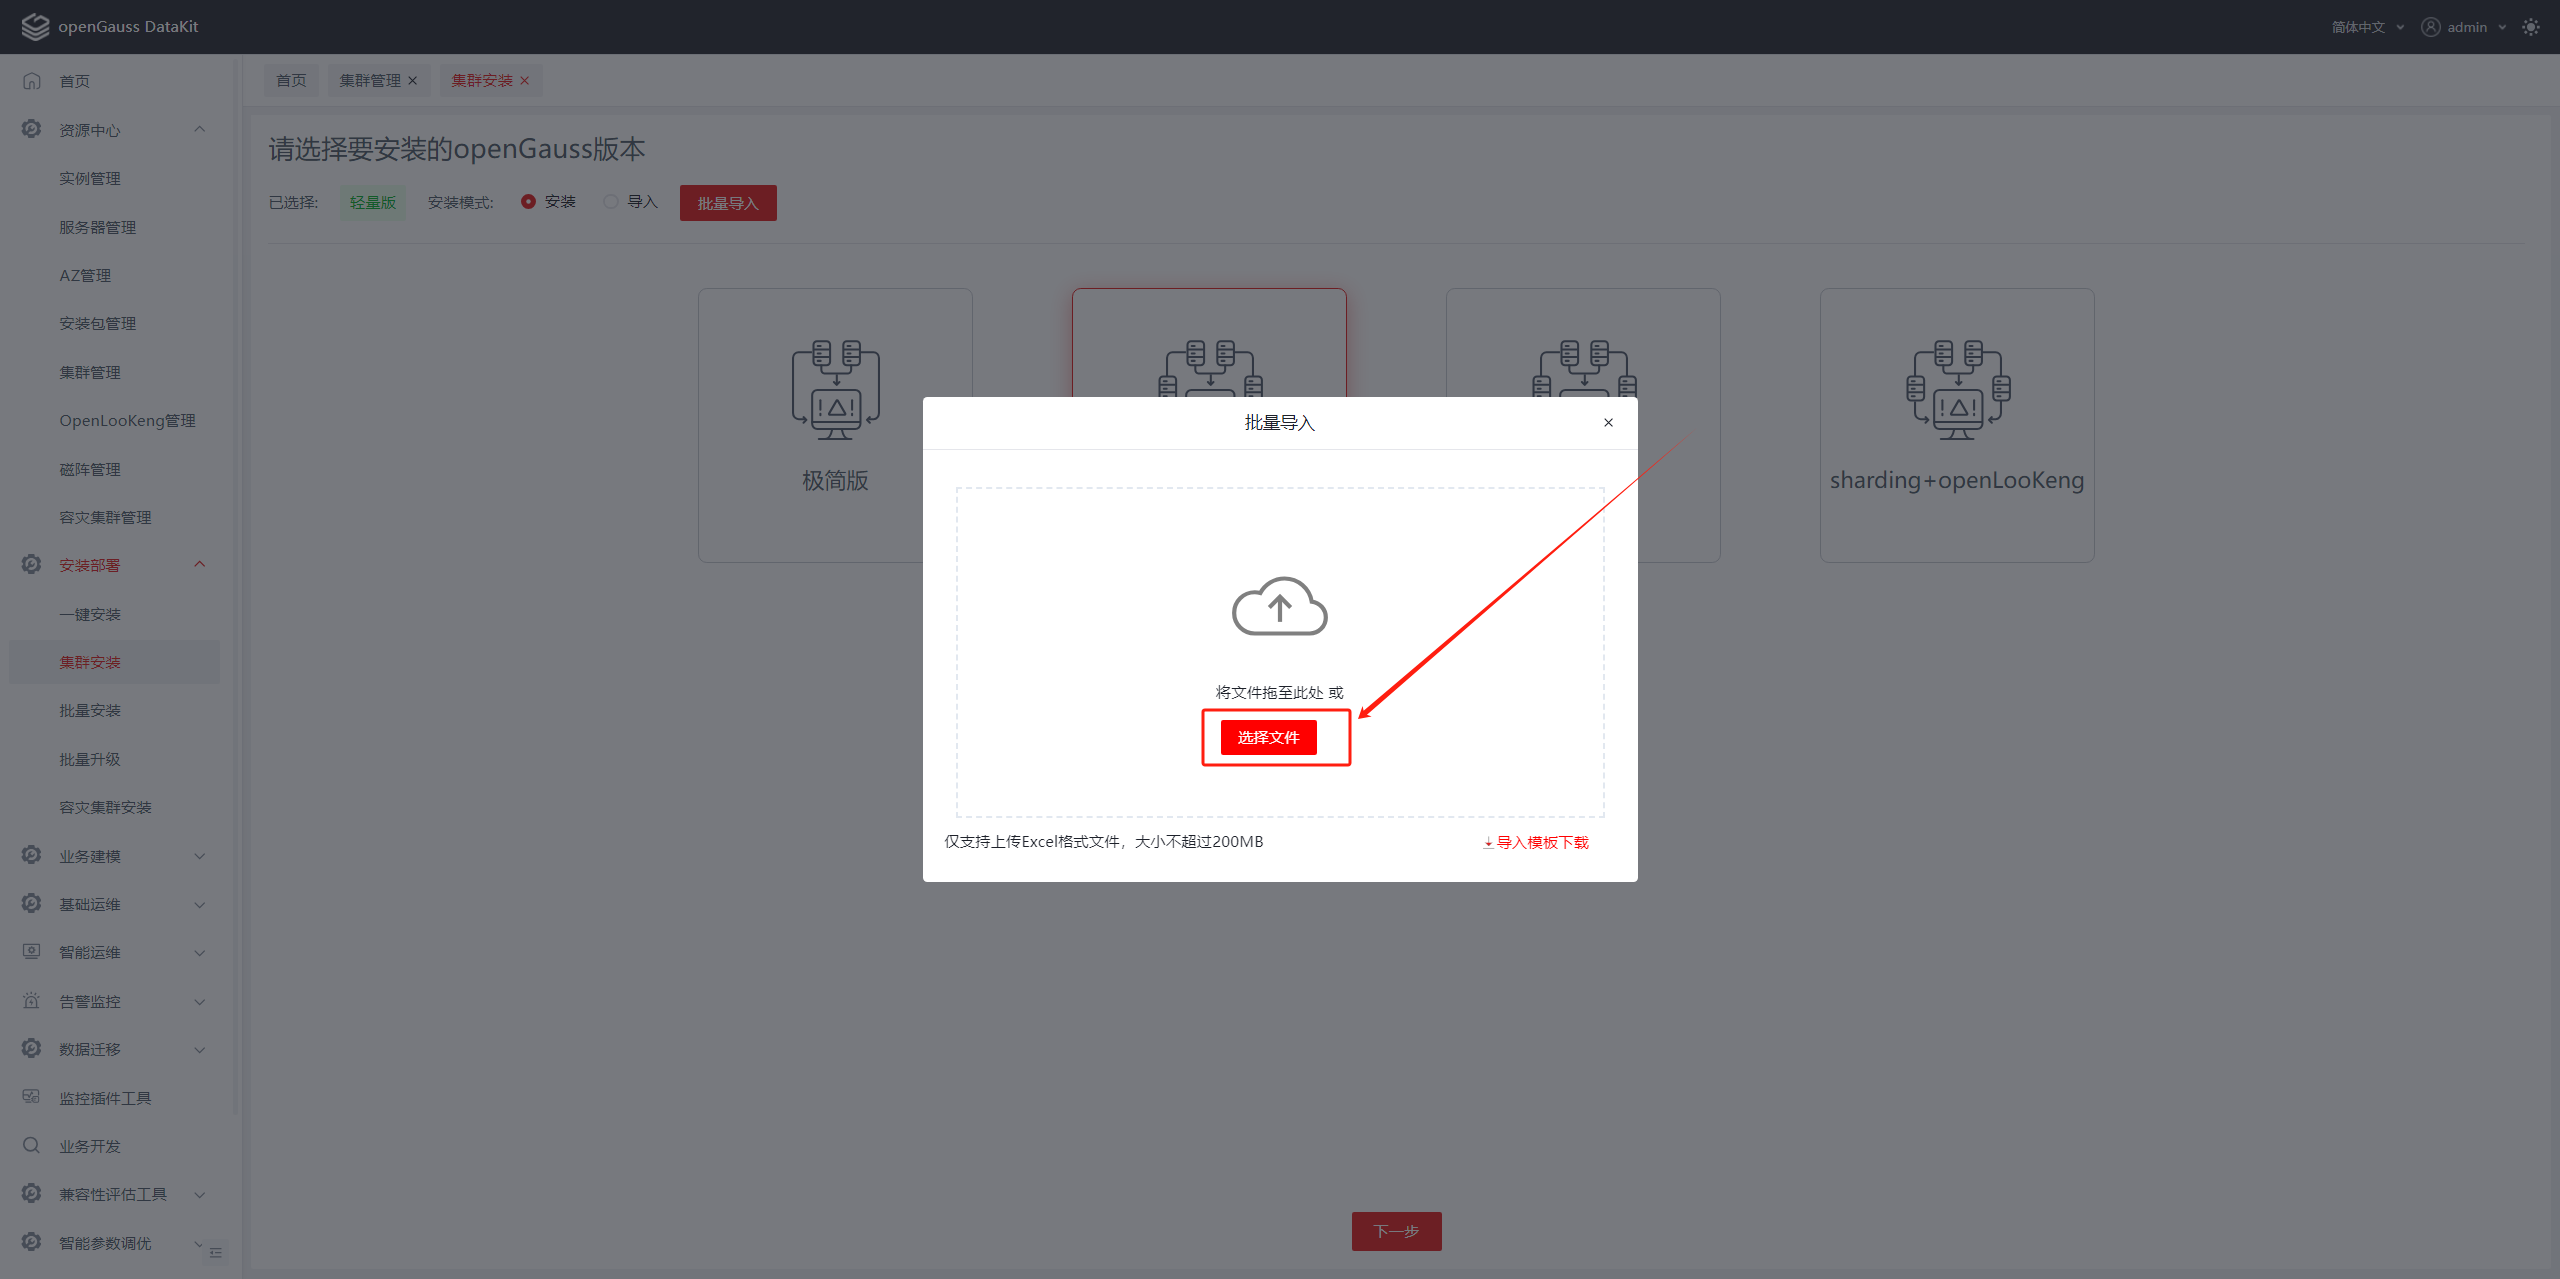 openGauss DataKit
简体中文
admin
首页
资源中心
实例管理
服务器管理
AZ管理
安装包管理
集群管理
OpenLooKeng管理
磁阵管理
容灾集群管理
安装部署
一键安装
集群安装
批量安装
批量升级
容灾集群安装
业务建模
基础运维
智能运维
告警监控
数据迁移
监控插件工具
业务开发
兼容性评估工具
智能参数调优
首页
集群管理
集群安装
请选择要安装的openGauss版本
已选择: 轻量版 安装模式: 安装 导入 批量导入
极简版
sharding+openLooKeng
批量导入
将文件拖至此处 或
选择文件
仅支持上传Excel格式文件，大小不超过200MB
导入模板下载
下一步